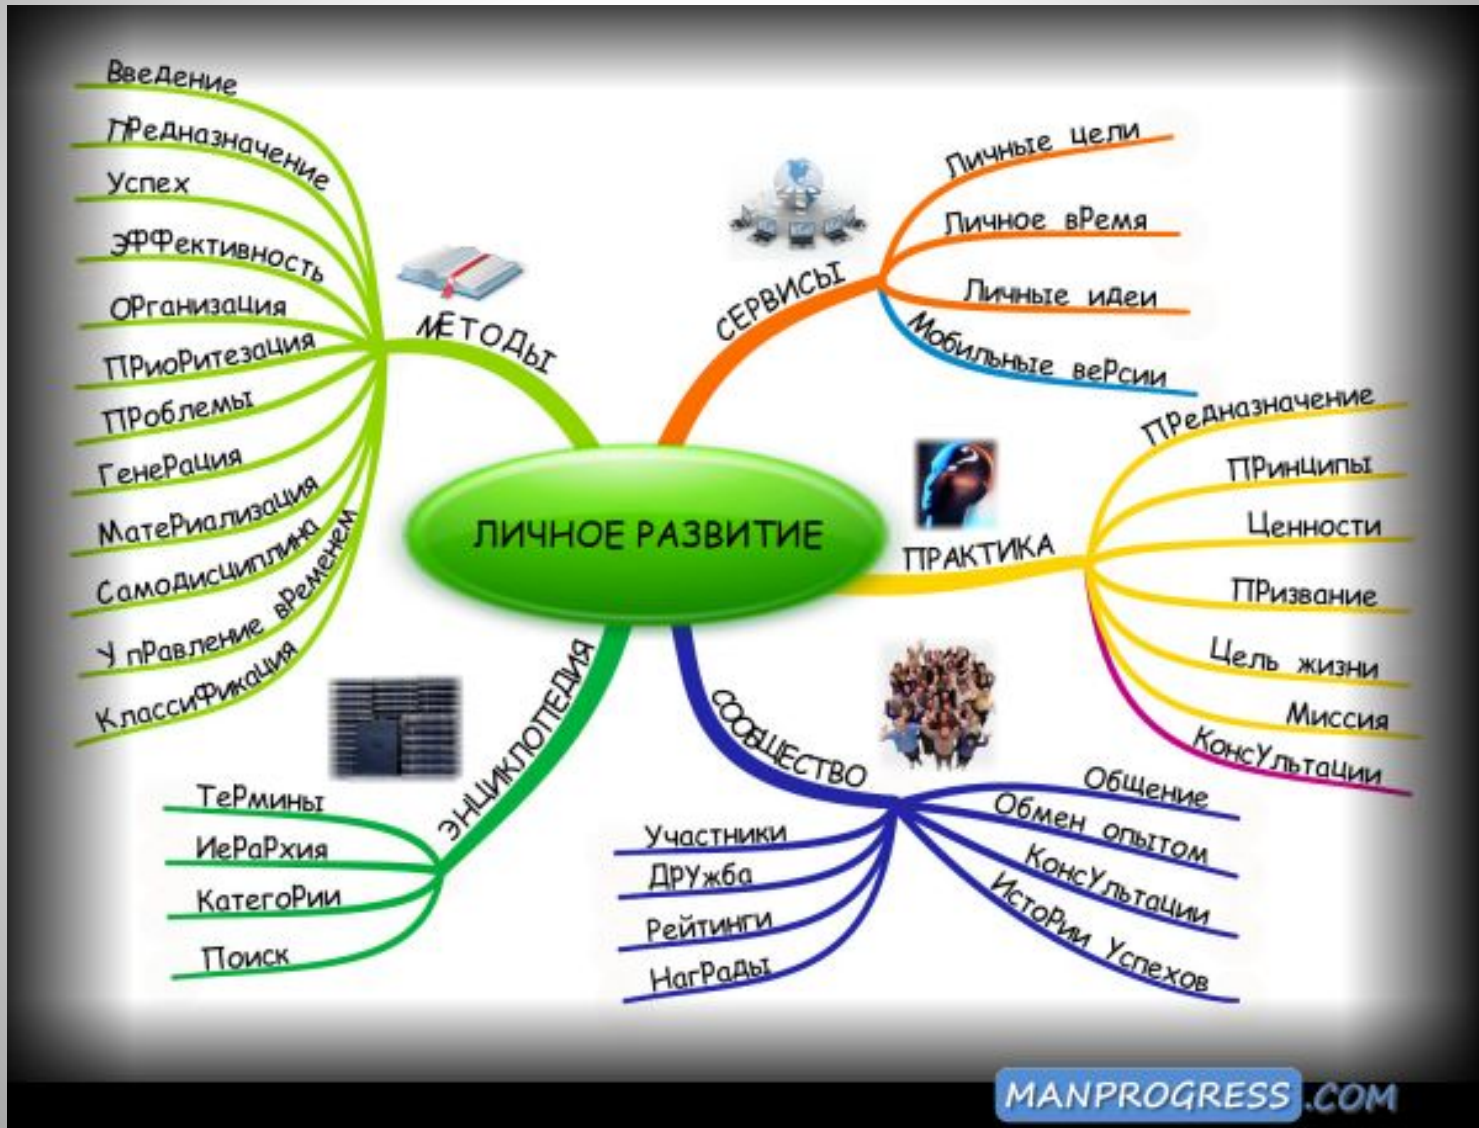 Введение
Предназначение
Успех
Эффективность
Организация
Приоритезация
Проблемы
Генерация
Материализация
Самодисциплина
Управление временем
Классификация
МЕТОДЫ
СЕРВИСЫ
Личные цели
Личное время
Личные идеи
Мобильные версии
ЛИЧНОЕ РАЗВИТИЕ
ПРАКТИКА
Предназначение
Принципы
Ценности
Призвание
Цель жизни
Миссия
Консультации
ЭНЦИКЛОПЕДИЯ
Термины
Иерархия
Категории
Поиск
СООБЩЕСТВО
Участники
Дружба
Рейтинги
Награды
Общение
Обмен опытом
Консультации
Истории Успехов
MANPROGRESS.COM